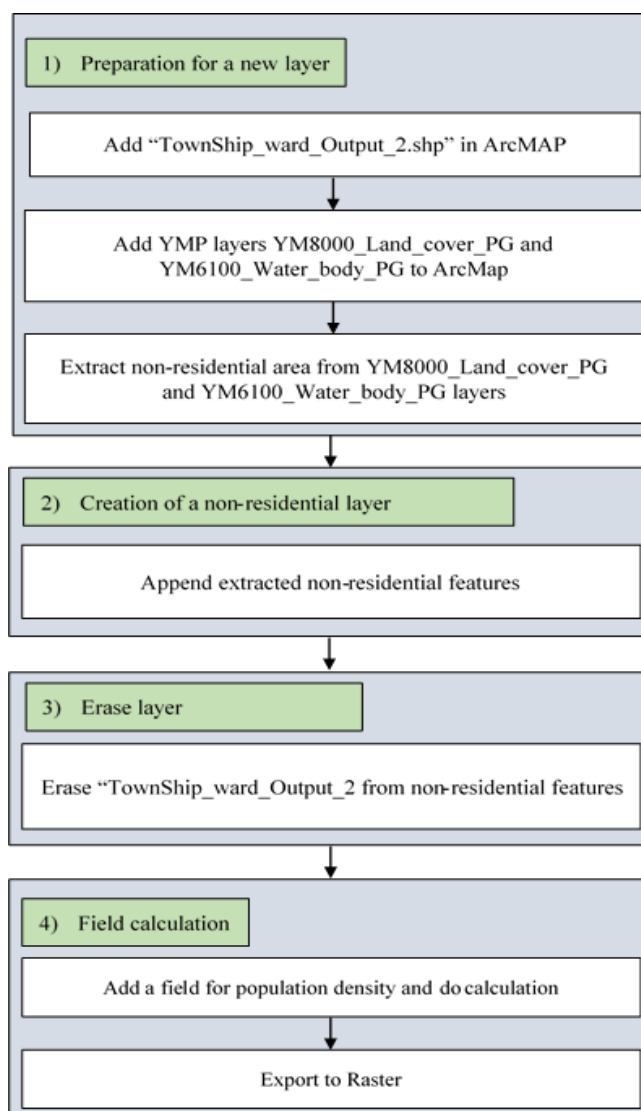 1) Preparation for a new layer
Add “TownShip_ward_Output_2.shp” in ArcMAP
Add YMP layers YM8000_Land_cover_PG and
YM6100_Water_body_PG to ArcMap
Extract non-residential area from YM8000_Land_cover_PG
and YM6100_Water_body_PG layers
2) Creation of a non-residential layer
Append extracted non-residential features
3) Erase layer
Erase “TownShip_ward_Output_2 from non-residential features
4) Field calculation
Add a field for population density and do calculation
Export to Raster